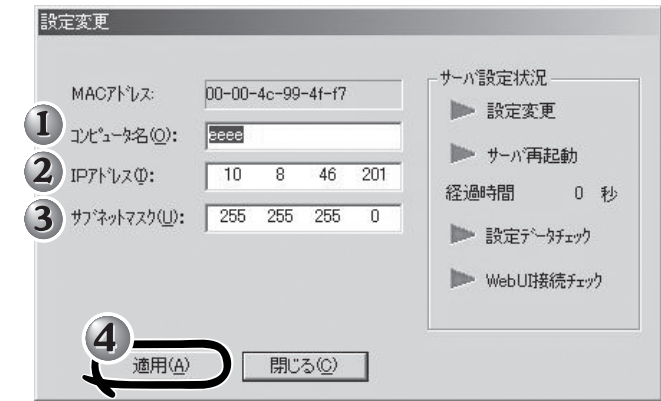 設定変更
MACアドレス: 00-00-4c-99-4f-f7
1 コンピュータ名(O): eeee
2 IPアドレス(I): 10 8 46 201
3 サブネットマスク(U): 255 255 255 0
サーバ設定状況
設定変更
サーバ再起動
経過時間 0 秒
設定データチェック
WebUI接続チェック
4
適用(A) 閉じる(C)